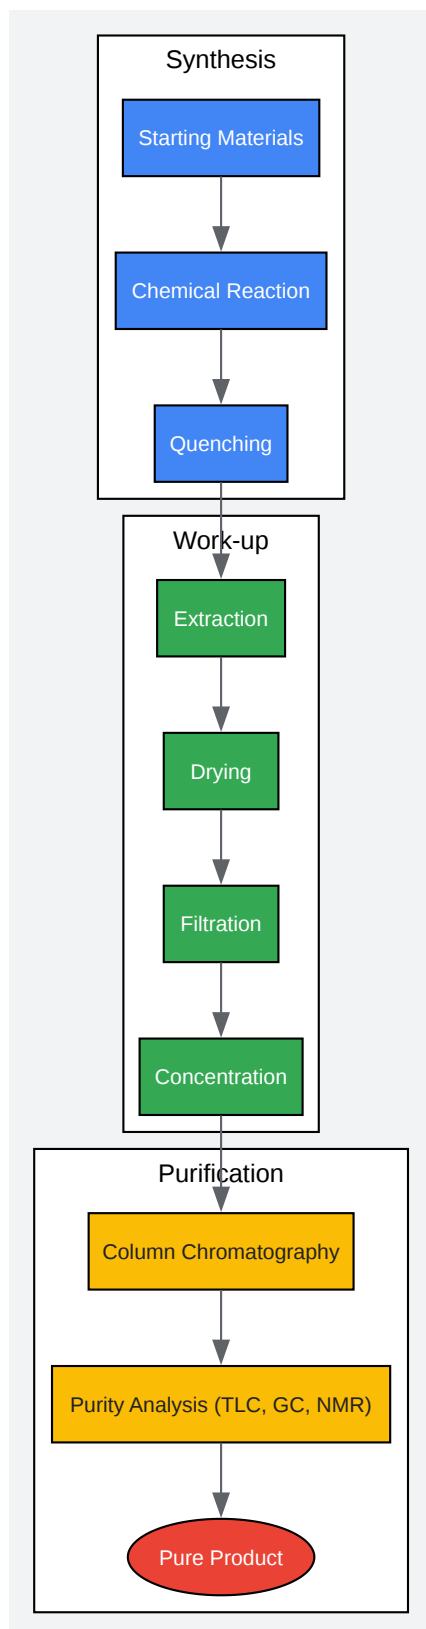 Synthesis
Starting Materials
Chemical Reaction
Quenching
Work-up
Extraction
Drying
Filtration
Concentration
Purification
Column Chromatography
Purity Analysis (TLC, GC, NMR)
Pure Product